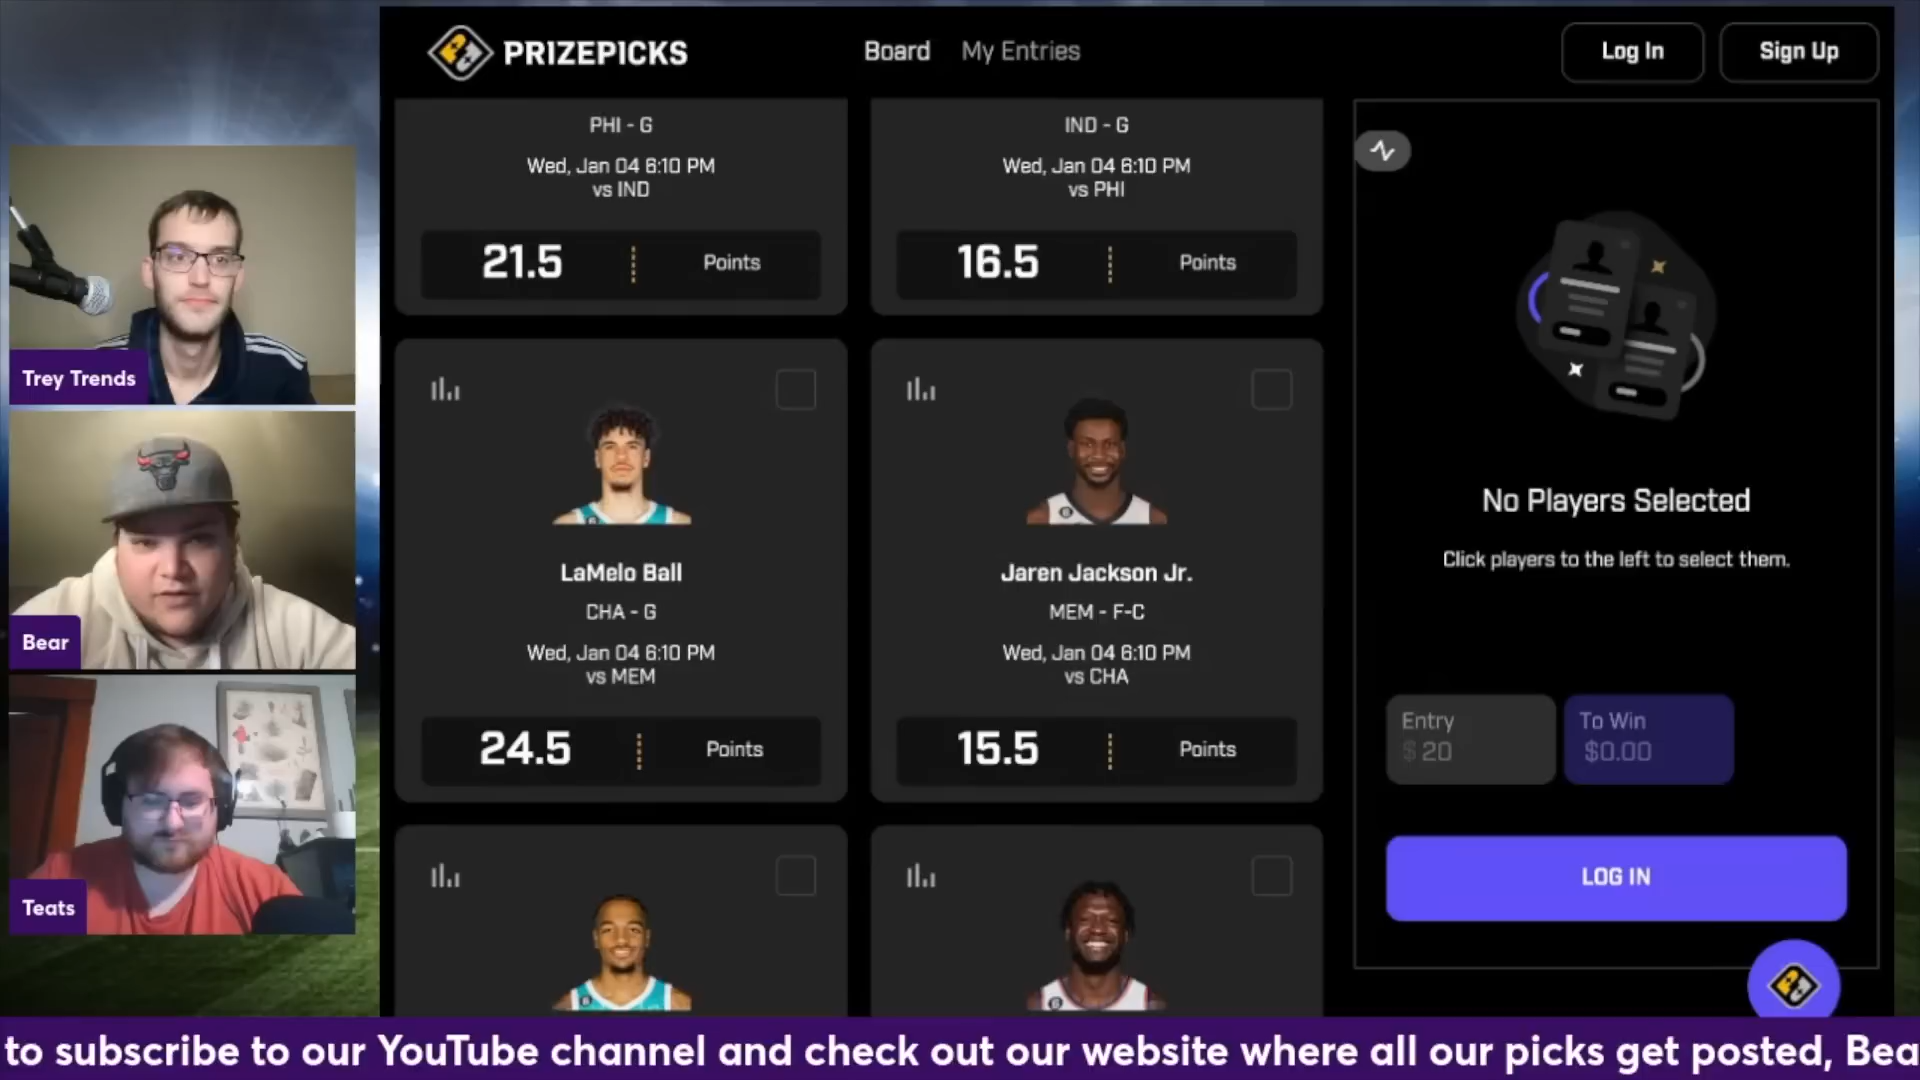 PRIZEPICKS
Board
My Entries
Log In
Sign Up
PHI - G
Wed, Jan 04 6:10 PM
vs IND
21.5
Points
IND - G
Wed, Jan 04 6:10 PM
vs PHI
16.5
Points
LaMelo Ball
CHA - G
Wed, Jan 04 6:10 PM
vs MEM
24.5
Points
Jaren Jackson Jr.
MEM - F-C
Wed, Jan 04 6:10 PM
vs CHA
15.5
Points
No Players Selected
Click players to the left to select them.
Entry
$ 20
To Win
$0.00
LOG IN
Trey Trends
Bear
Teats
to subscribe to our YouTube channel and check out our website where all our picks get posted, Bea